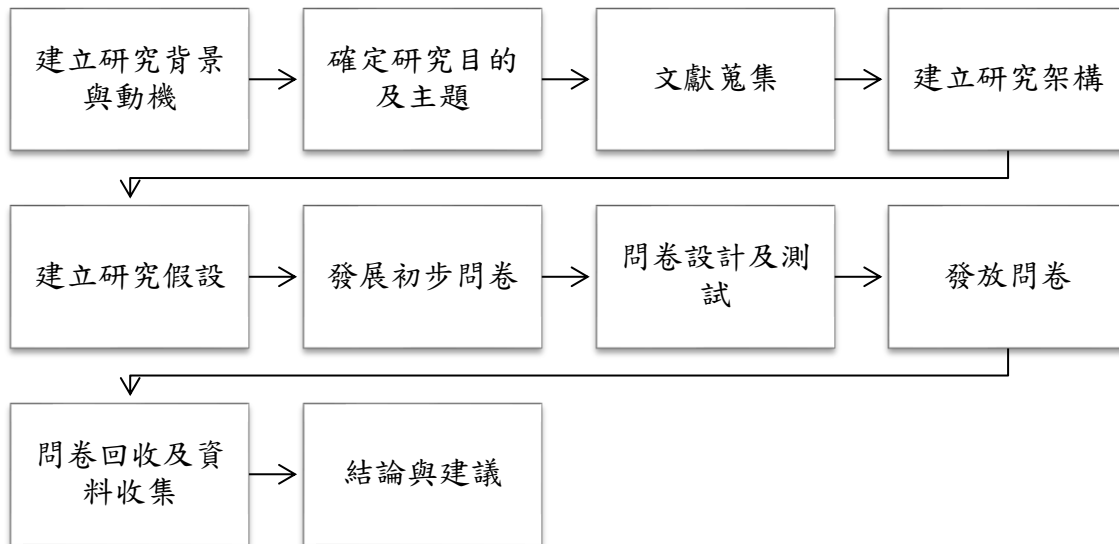 建立研究背景
與動機
確定研究目的
及主題
文獻蒐集
建立研究架構
建立研究假設
發展初步問卷
問卷設計及測
試
發放問卷
問卷回收及資
料收集
結論與建議